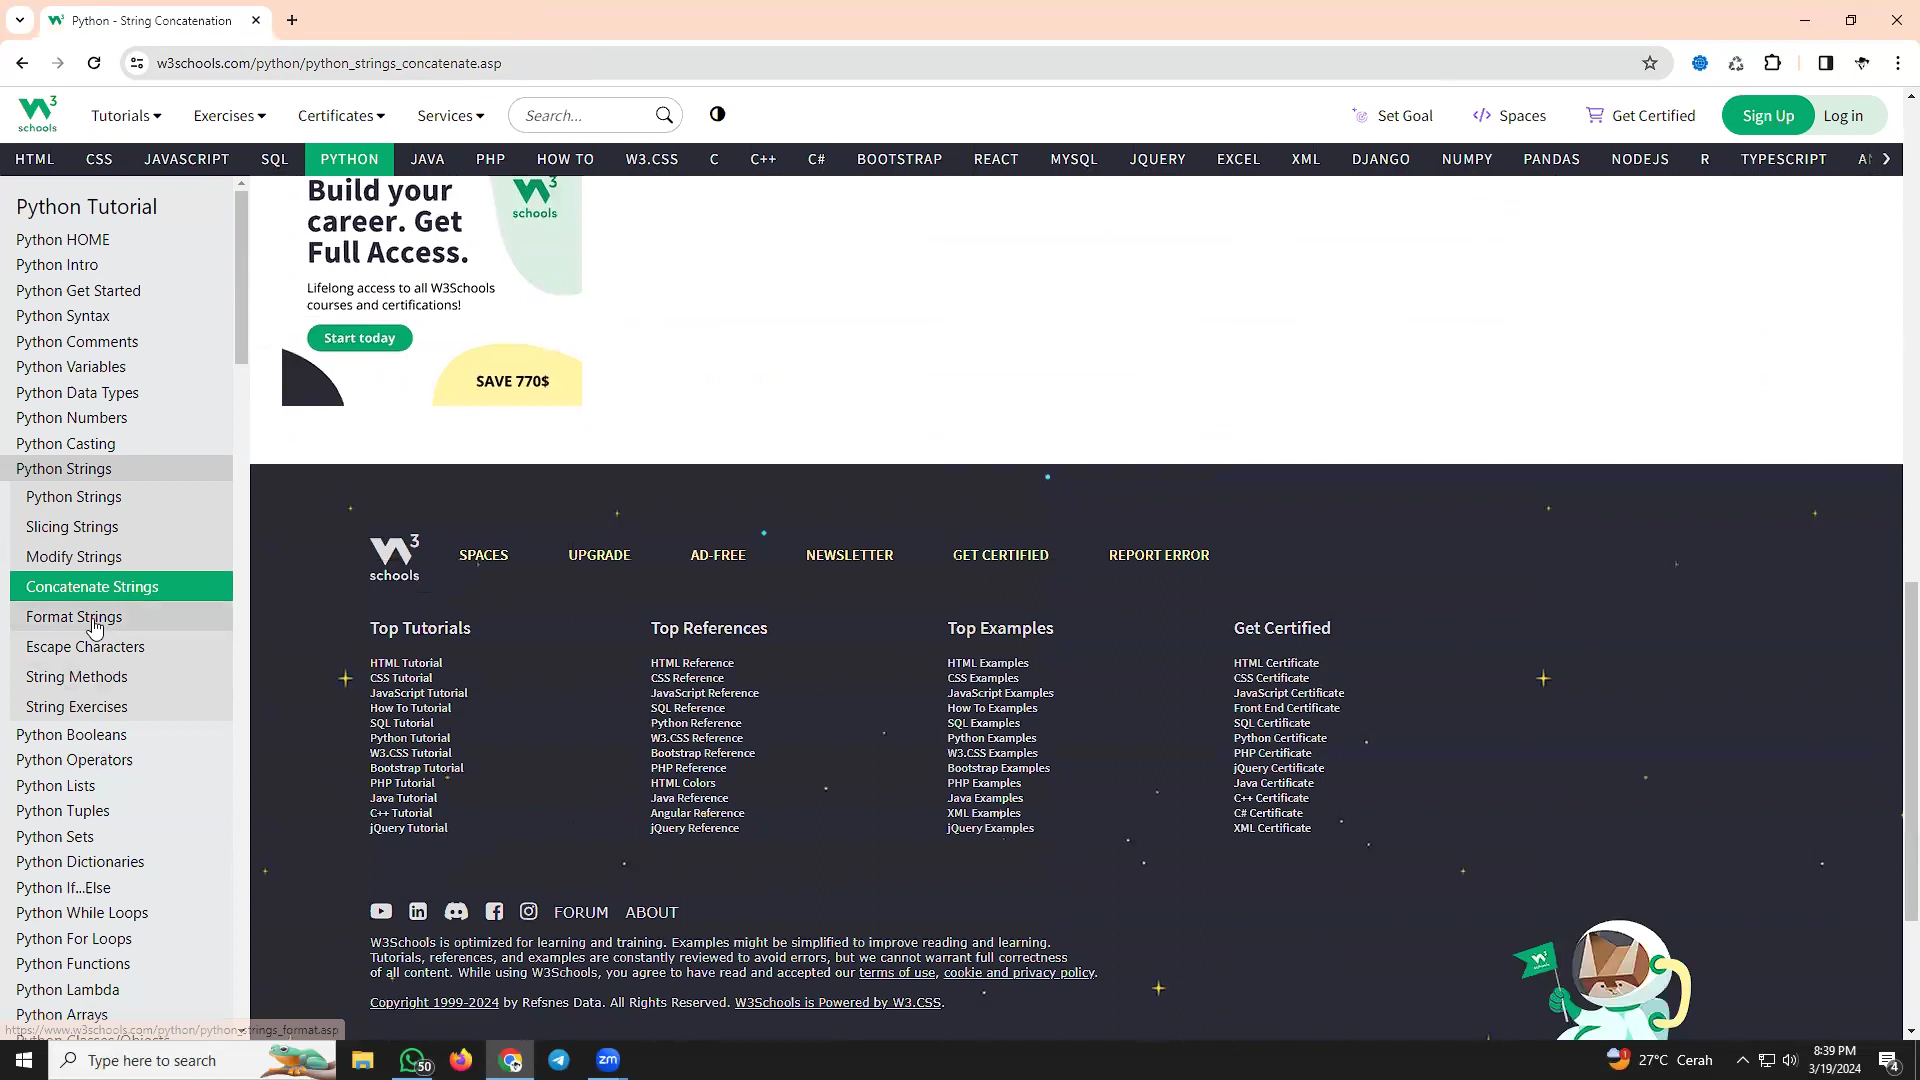 Python - String Concatenation
w3schools.com/python/python_strings_concatenate.asp
W3 schools
Tutorials
Exercises
Certificates
Services
Search...
Set Goal
Spaces
Get Certified
Sign Up
Log in
HTML CSS JAVASCRIPT SQL PYTHON JAVA PHP HOW TO W3.CSS C C++ C# BOOTSTRAP REACT MYSQL JQUERY EXCEL XML DJANGO NUMPY PANDAS NODEJS R TYPESCRIPT
Python Tutorial
Python HOME
Python Intro
Python Get Started
Python Syntax
Python Comments
Python Variables
Python Data Types
Python Numbers
Python Casting
Python Strings
Python Strings
Slicing Strings
Modify Strings
Concatenate Strings
Format Strings
Escape Characters
String Methods
String Exercises
Python Booleans
Python Operators
Python Lists
Python Tuples
Python Sets
Python Dictionaries
Python If...Else
Python While Loops
Python For Loops
Python Functions
Python Lambda
Python Arrays
Python Classes/Objects
https://www.w3schools.com/python/python_strings_format.asp
Build your
career. Get
Full Access.
W3 schools
Lifelong access to all W3Schools
courses and certifications!
Start today
SAVE 770$
W3 schools
SPACES UPGRADE AD-FREE NEWSLETTER GET CERTIFIED REPORT ERROR
Top Tutorials
HTML Tutorial
CSS Tutorial
JavaScript Tutorial
How To Tutorial
SQL Tutorial
Python Tutorial
W3.CSS Tutorial
Bootstrap Tutorial
PHP Tutorial
Java Tutorial
C++ Tutorial
jQuery Tutorial
Top References
HTML Reference
CSS Reference
JavaScript Reference
SQL Reference
Python Reference
W3.CSS Reference
Bootstrap Reference
PHP Reference
HTML Colors
Java Reference
Angular Reference
jQuery Reference
Top Examples
HTML Examples
CSS Examples
JavaScript Examples
How To Examples
SQL Examples
Python Examples
W3.CSS Examples
Bootstrap Examples
PHP Examples
Java Examples
XML Examples
jQuery Examples
Get Certified
HTML Certificate
CSS Certificate
JavaScript Certificate
Front End Certificate
SQL Certificate
Python Certificate
PHP Certificate
jQuery Certificate
Java Certificate
C++ Certificate
C# Certificate
XML Certificate
FORUM ABOUT
W3Schools is optimized for learning and training. Examples might be simplified to improve reading and learning.
Tutorials, references, and examples are constantly reviewed to avoid errors, but we cannot warrant full correctness
of all content. While using W3Schools, you agree to have read and accepted our terms of use, cookie and privacy policy.
Copyright 1999-2024 by Refsnes Data. All Rights Reserved. W3Schools is Powered by W3.CSS.
Type here to search
50
zm
27°C Cerah
8:39 PM
3/19/2024
4